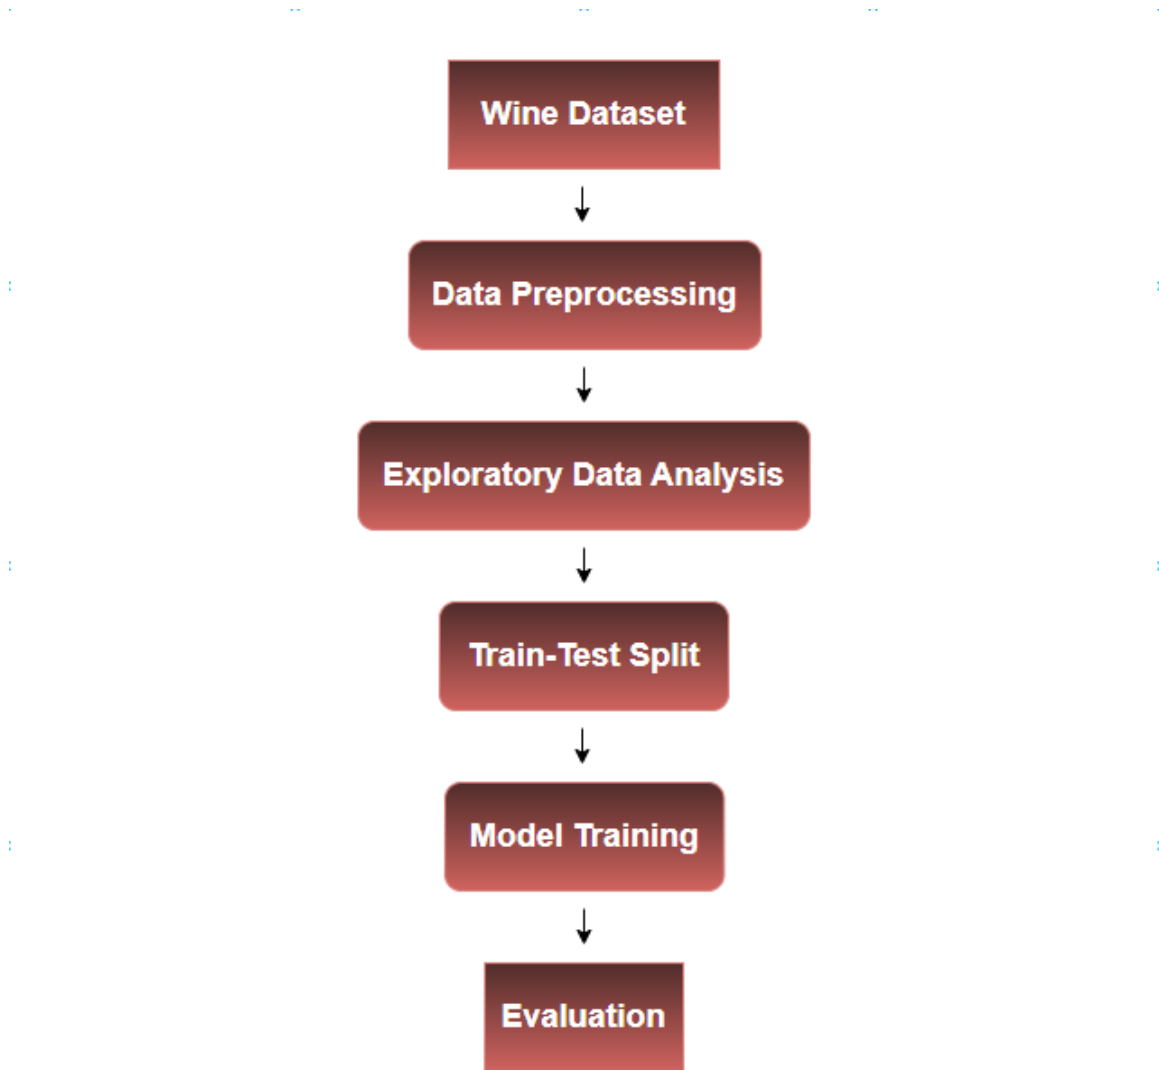 Wine Dataset
Data Preprocessing
Exploratory Data Analysis
Train-Test Split
Model Training
Evaluation